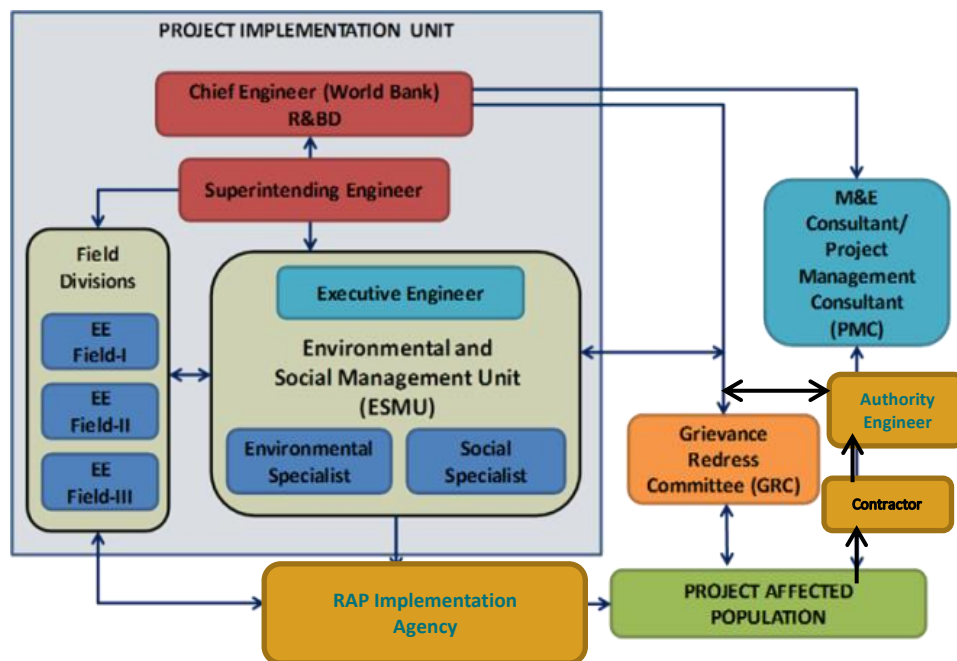 PROJECT IMPLEMENTATION UNIT
Chief Engineer (World Bank)
R&BD
Superintending Engineer
Field
Divisions
EE
Field-I
EE
Field-II
EE
Field-III
Executive Engineer
Environmental and
Social Management Unit
(ESMU)
Environmental
Specialist
Social
Specialist
M&E
Consultant/
Project
Management
Consultant
(PMC)
Authority
Engineer
Grievance
Redress
Committee (GRC)
Contractor
RAP Implementation
Agency
PROJECT AFFECTED
POPULATION